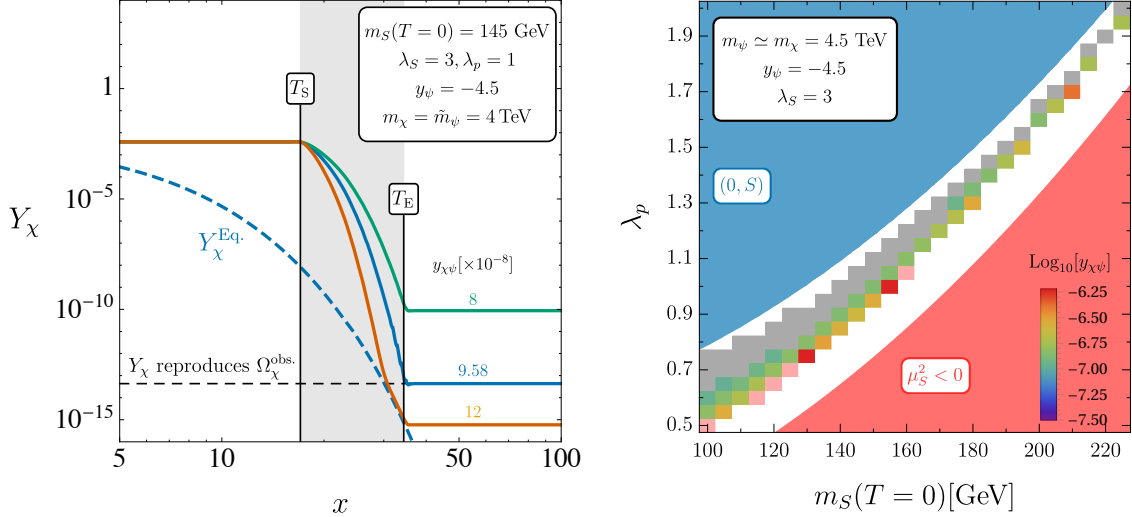 m_S(T = 0) = 145 GeV
λ_S = 3, λ_p = 1
y_ψ = −4.5
m_χ = m̃_ψ = 4 TeV
T_S
T_E
Y_χ
Y_χ^Eq.
y_χψ[×10^−8]
8
9.58
12
Y_χ reproduces Ω_χ^obs.
1
10^−5
10^−10
10^−15
5 10 50 100
x
m_ψ ≃ m_χ = 4.5 TeV
y_ψ = −4.5
λ_S = 3
(0, S)
μ_S^2 < 0
Log_10[y_χψ]
−6.25
−6.50
−6.75
−7.00
−7.25
−7.50
λ_p
1.9
1.7
1.5
1.3
1.1
0.9
0.7
0.5
100 120 140 160 180 200 220
m_S(T = 0)[GeV]